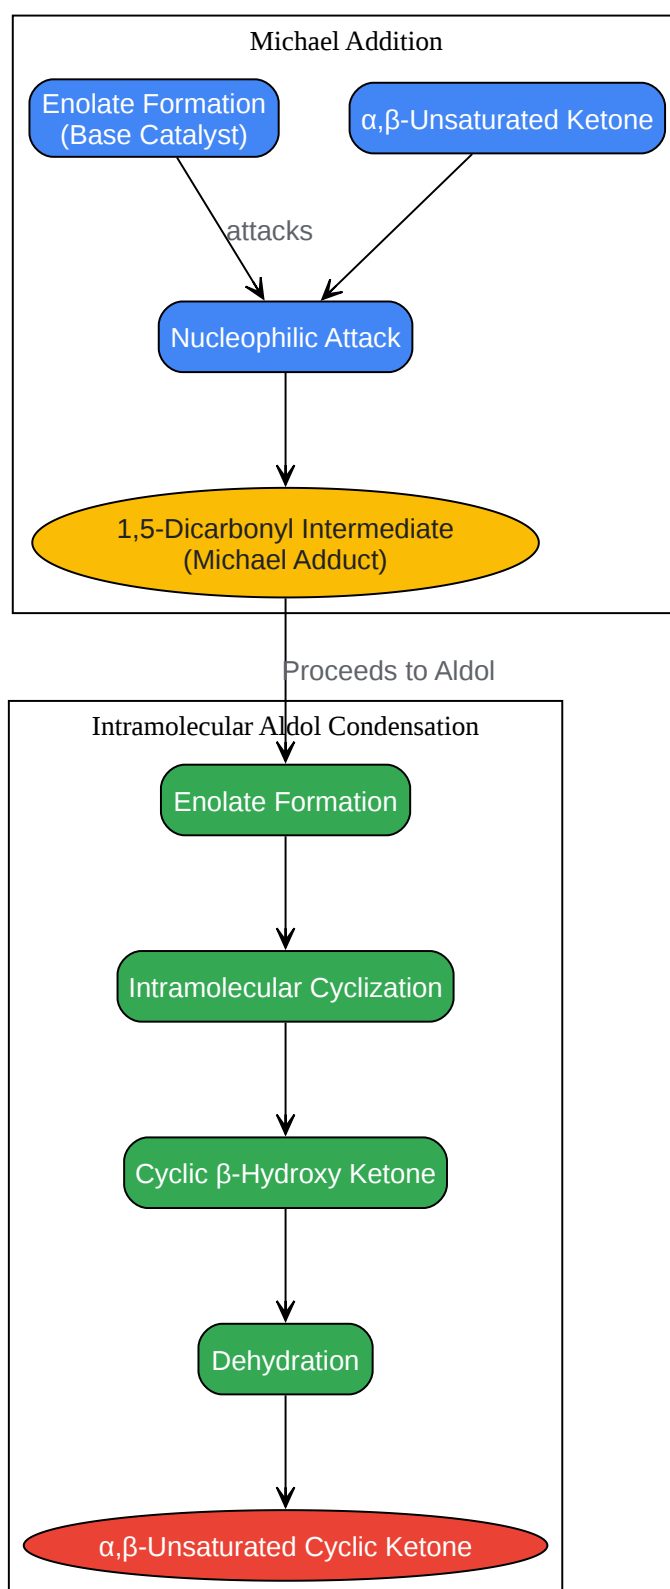 Michael Addition
Enolate Formation
(Base Catalyst)
α,β-Unsaturated Ketone
attacks
Nucleophilic Attack
1,5-Dicarbonyl Intermediate
(Michael Adduct)
Proceeds to Aldol
Intramolecular Aldol Condensation
Enolate Formation
Intramolecular Cyclization
Cyclic β-Hydroxy Ketone
Dehydration
α,β-Unsaturated Cyclic Ketone